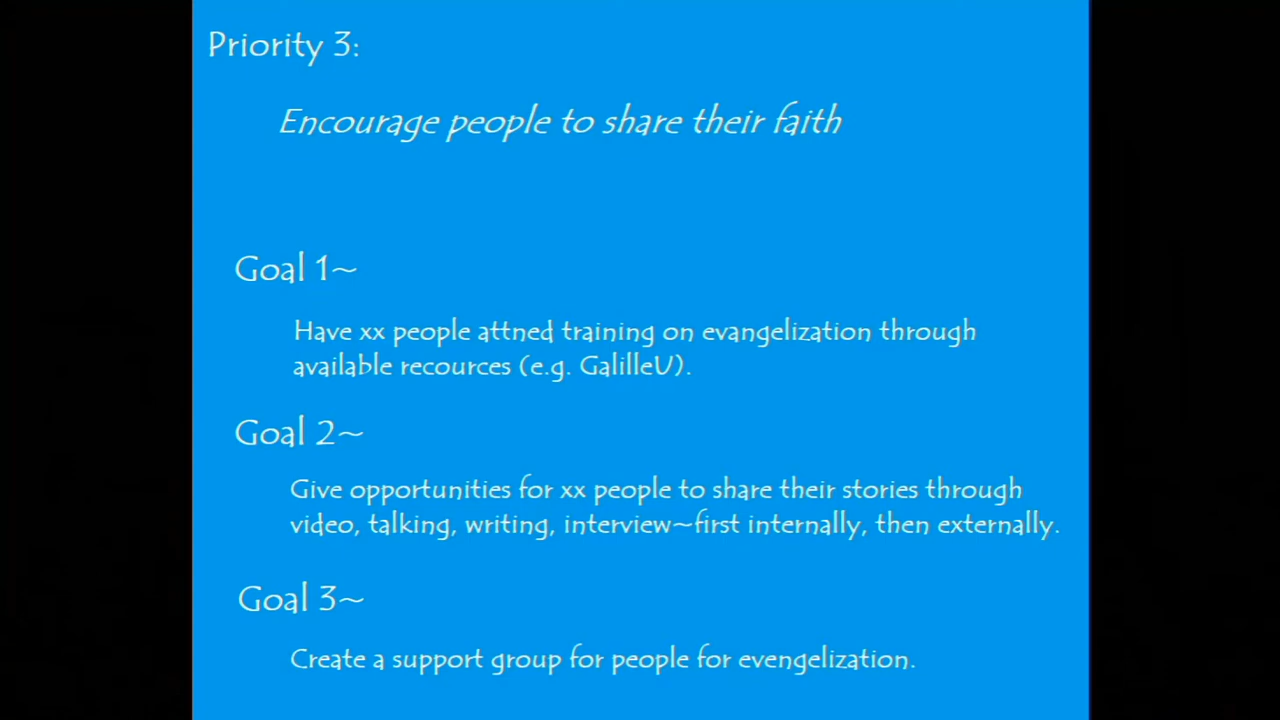 Priority 3:
Encourage people to share their faith
Goal 1~
Have xx people attned training on evangelization through
available recources (e.g. GalilleU).
Goal 2~
Give opportunities for xx people to share their stories through
video, talking, writing, interview~first internally, then externally.
Goal 3~
Create a support group for people for evengelization.